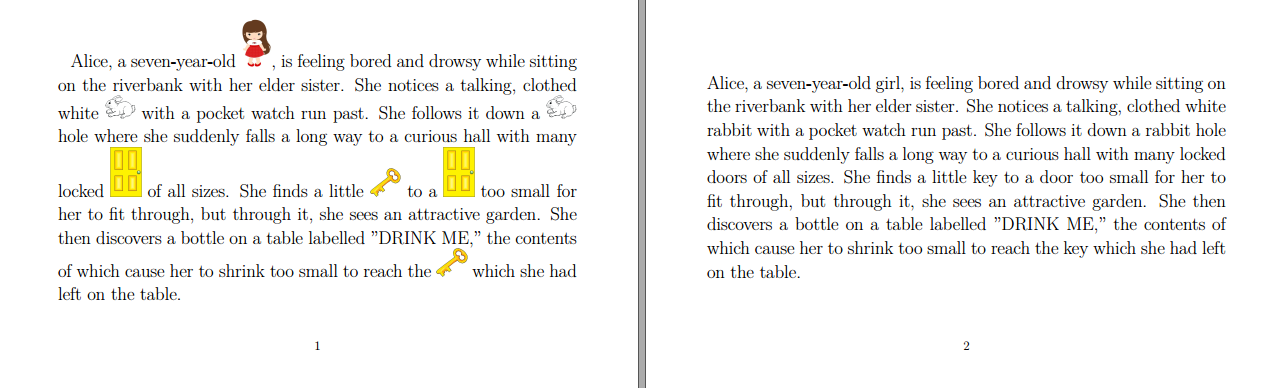 Alice, a seven-year-old , is feeling bored and drowsy while sitting
on the riverbank with her elder sister. She notices a talking, clothed
white with a pocket watch run past. She follows it down a
hole where she suddenly falls a long way to a curious hall with many
locked of all sizes. She finds a little to a too small for
her to fit through, but through it, she sees an attractive garden. She
then discovers a bottle on a table labelled ”DRINK ME,” the contents
of which cause her to shrink too small to reach the which she had
left on the table.
1
Alice, a seven-year-old girl, is feeling bored and drowsy while sitting on
the riverbank with her elder sister. She notices a talking, clothed white
rabbit with a pocket watch run past. She follows it down a rabbit hole
where she suddenly falls a long way to a curious hall with many locked
doors of all sizes. She finds a little key to a door too small for her to
fit through, but through it, she sees an attractive garden. She then
discovers a bottle on a table labelled ”DRINK ME,” the contents of
which cause her to shrink too small to reach the key which she had left
on the table.
2